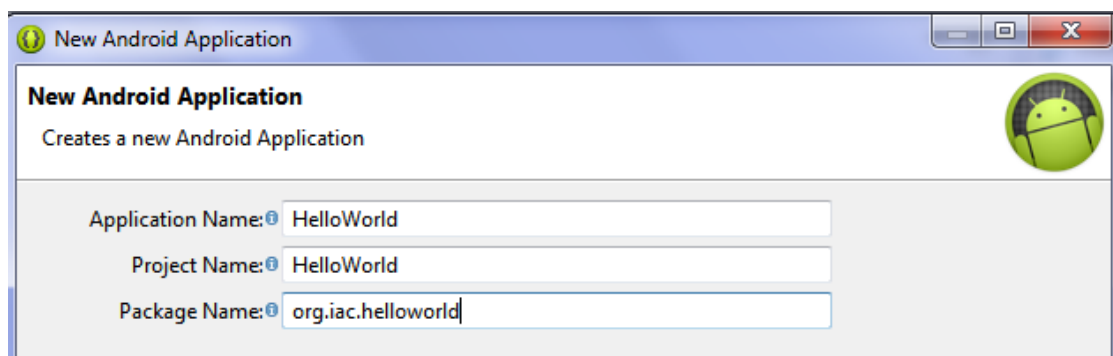 New Android Application
New Android Application
Creates a new Android Application
Application Name: HelloWorld
Project Name: HelloWorld
Package Name: org.iac.helloworld